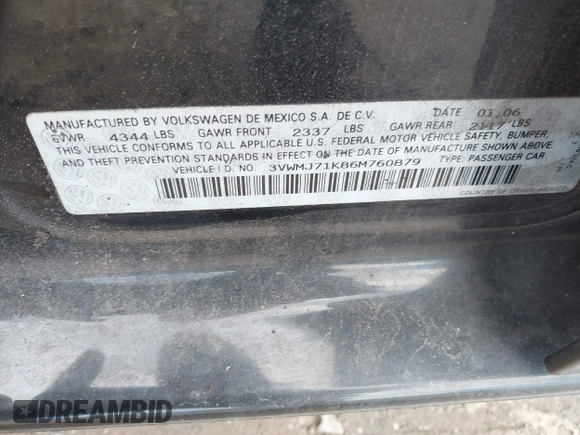 MANUFACTURED BY VOLKSWAGEN DE MEXICO S.A. DE C.V. DATE 01.06
GVWR 4344 LBS GAWR FRONT 2337 LBS GAWR REAR 2117 LBS
THIS VEHICLE CONFORMS TO ALL APPLICABLE U.S. FEDERAL MOTOR VEHICLE SAFETY, BUMPER,
AND THEFT PREVENTION STANDARDS IN EFFECT ON THE DATE OF MANUFACTURE SHOWN ABOVE.
VEHICLE I.D. NO. 3VWMJ71K86M760879 TYPE: PASSENGER CAR
COUNTRY OF ORIGIN: MEXICO
DREAMBID